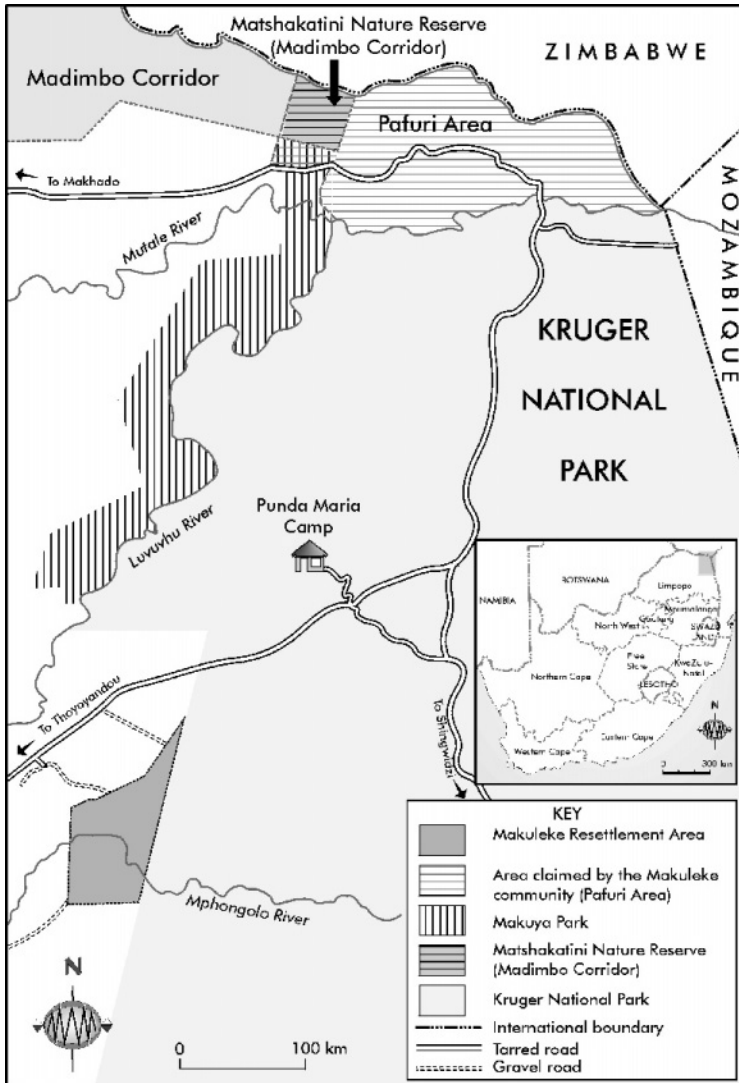 Matshakatini Nature Reserve
(Madimbo Corridor)
ZIMBABWE
Madimbo Corridor
Pafuri Area
To Makhado
MOZAMBIQUE
Mutale River
KRUGER
NATIONAL
PARK
Punda Maria
Camp
Luvuvhu River
BOTSWANA
Limpopo
NAMIBIA
Mpumalanga
North West
Gauteng
SWAZI
LAND
Free
State
KwaZulu-
Natal
Northern Cape
LESOTHO
N
Eastern Cape
Western Cape
0 300 km
To Thoyoyandou
To Shingwidzi
KEY
Makuleke Resettlement Area
Area claimed by the Makuleke
community (Pafuri Area)
Makuya Park
Matshakatini Nature Reserve
(Madimbo Corridor)
Kruger National Park
International boundary
Tarred road
Gravel road
Mphongolo River
N
0 100 km